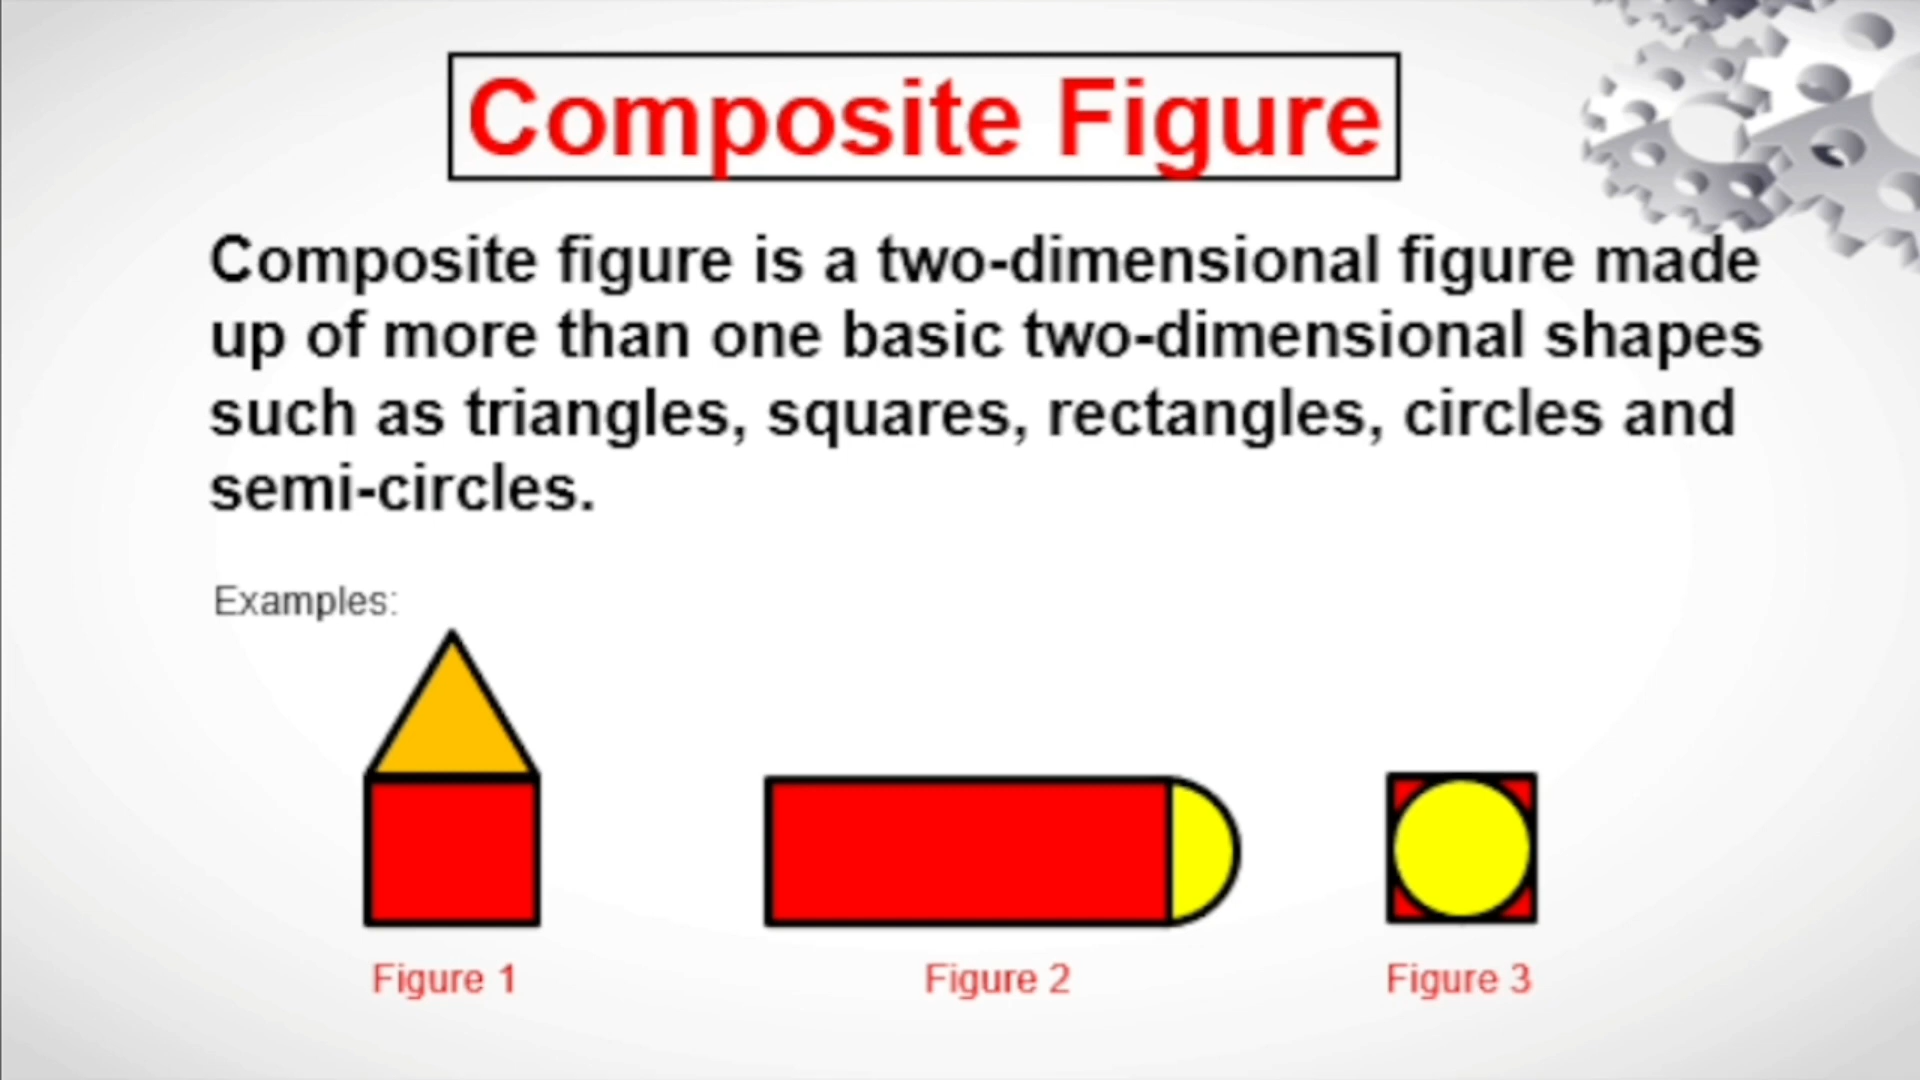 Composite Figure
Composite figure is a two-dimensional figure made
up of more than one basic two-dimensional shapes
such as triangles, squares, rectangles, circles and
semi-circles.
Examples:
Figure 1
Figure 2
Figure 3